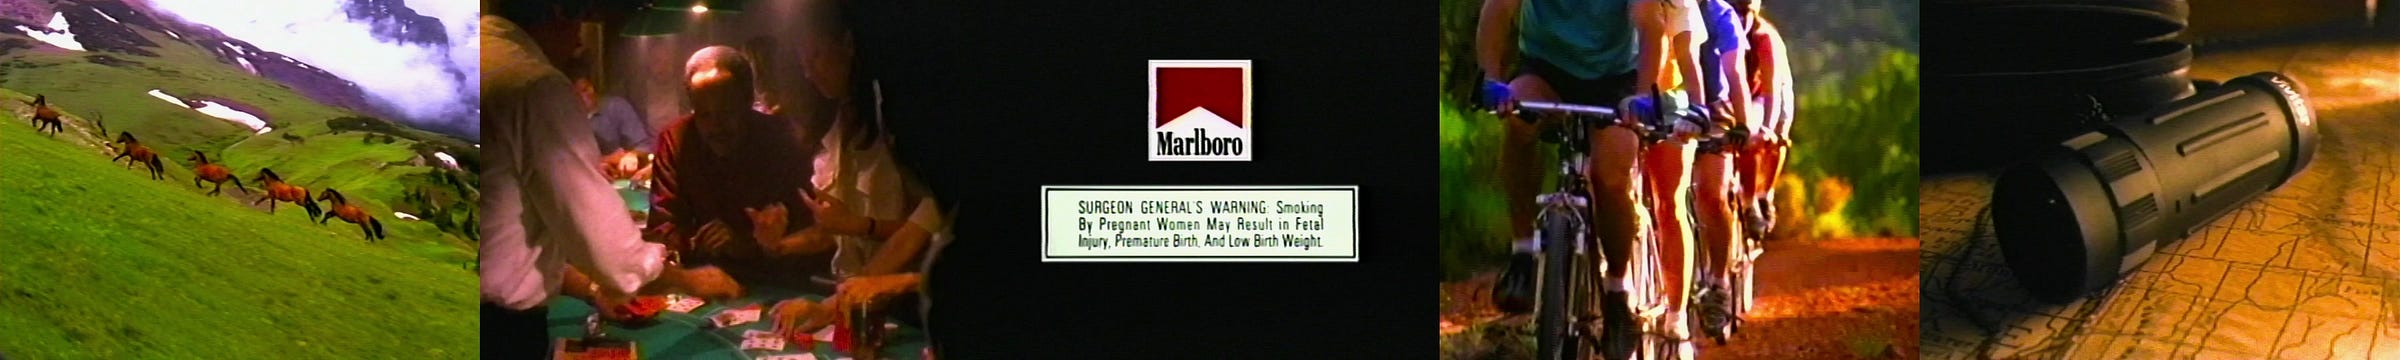 Marlboro
SURGEON GENERAL'S WARNING: Smoking
By Pregnant Women May Result in Fetal
Injury, Premature Birth, And Low Birth Weight.